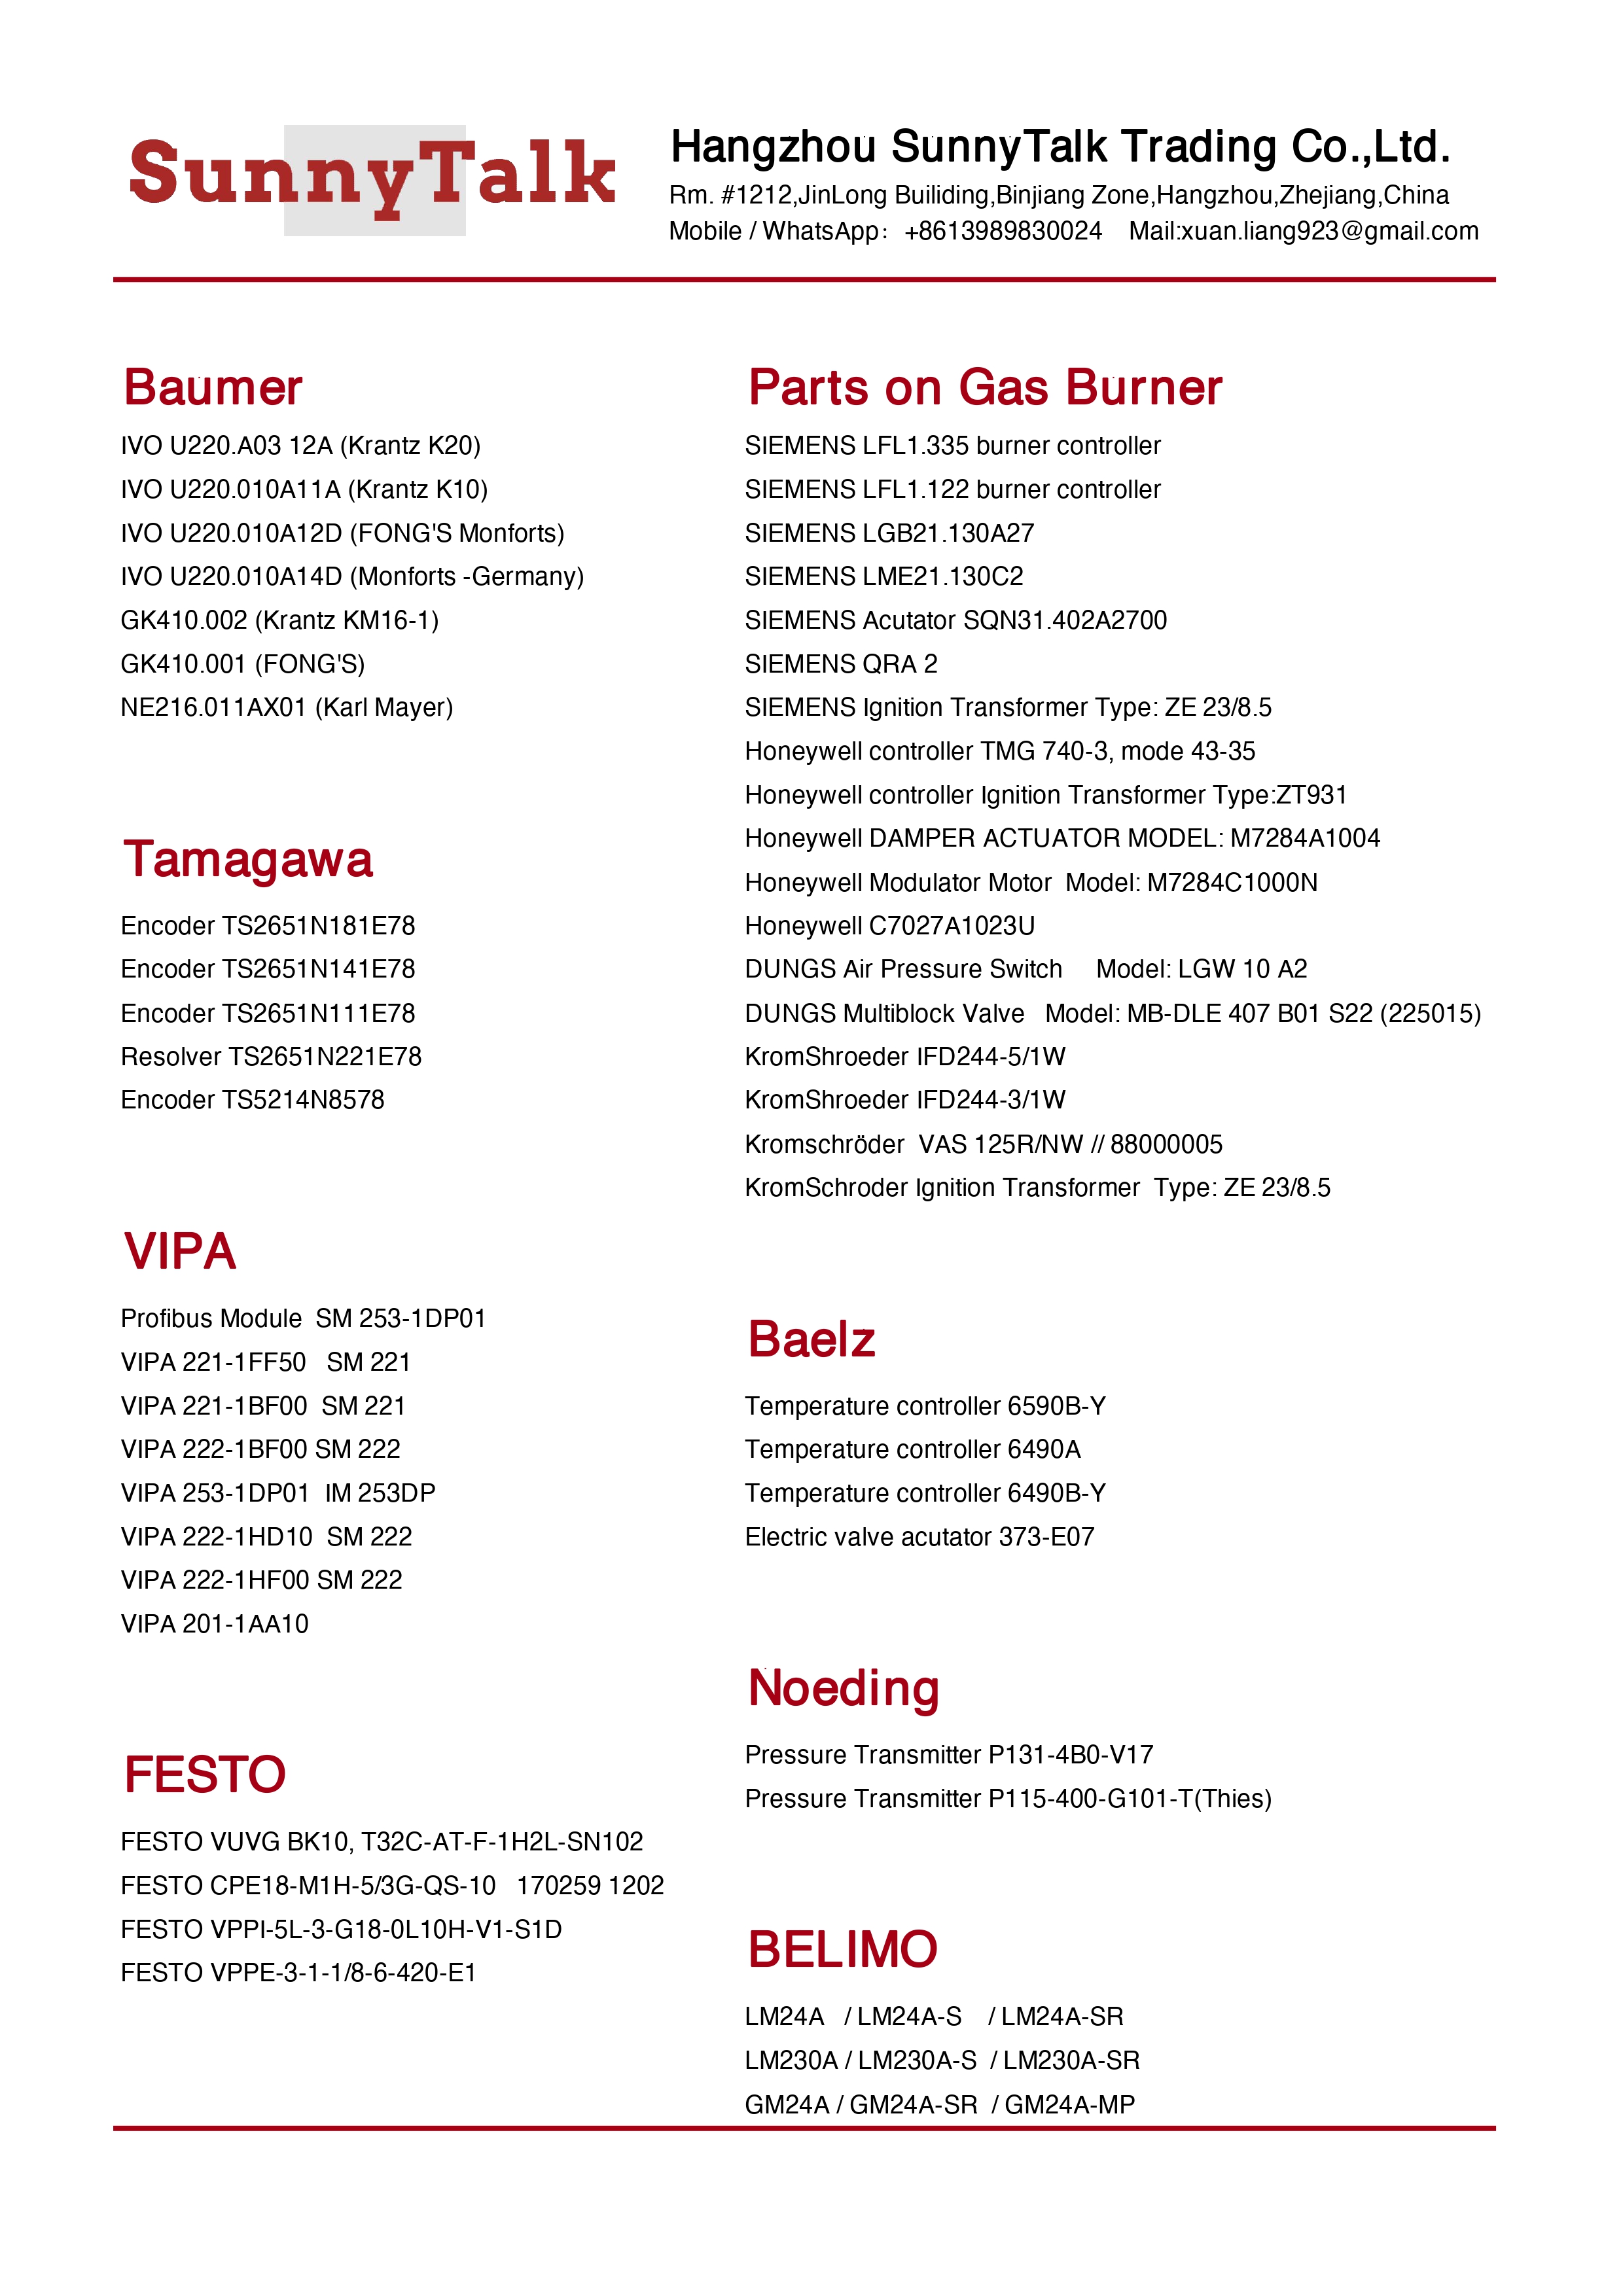 SunnyTalk
Hangzhou SunnyTalk Trading Co.,Ltd.
Rm. #1212,JinLong Builiding,Binjiang Zone,Hangzhou,Zhejiang,China
Mobile / WhatsApp： +8613989830024    Mail:xuan.liang923@gmail.com
Baumer
IVO U220.A03 12A (Krantz K20)
IVO U220.010A11A (Krantz K10)
IVO U220.010A12D (FONG'S Monforts)
IVO U220.010A14D (Monforts -Germany)
GK410.002 (Krantz KM16-1)
GK410.001 (FONG'S)
NE216.011AX01 (Karl Mayer)
Tamagawa
Encoder TS2651N181E78
Encoder TS2651N141E78
Encoder TS2651N111E78
Resolver TS2651N221E78
Encoder TS5214N8578
VIPA
Profibus Module  SM 253-1DP01
VIPA 221-1FF50   SM 221
VIPA 221-1BF00  SM 221
VIPA 222-1BF00 SM 222
VIPA 253-1DP01  IM 253DP
VIPA 222-1HD10  SM 222
VIPA 222-1HF00 SM 222
VIPA 201-1AA10
FESTO
FESTO VUVG BK10, T32C-AT-F-1H2L-SN102
FESTO CPE18-M1H-5/3G-QS-10   170259 1202
FESTO VPPI-5L-3-G18-0L10H-V1-S1D
FESTO VPPE-3-1-1/8-6-420-E1
Parts on Gas Burner
SIEMENS LFL1.335 burner controller
SIEMENS LFL1.122 burner controller
SIEMENS LGB21.130A27
SIEMENS LME21.130C2
SIEMENS Acutator SQN31.402A2700
SIEMENS QRA 2
SIEMENS Ignition Transformer Type: ZE 23/8.5
Honeywell controller TMG 740-3, mode 43-35
Honeywell controller Ignition Transformer Type:ZT931
Honeywell DAMPER ACTUATOR MODEL: M7284A1004
Honeywell Modulator Motor  Model: M7284C1000N
Honeywell C7027A1023U
DUNGS Air Pressure Switch     Model: LGW 10 A2
DUNGS Multiblock Valve   Model: MB-DLE 407 B01 S22 (225015)
KromShroeder IFD244-5/1W
KromShroeder IFD244-3/1W
Kromschröder  VAS 125R/NW // 88000005
KromSchroder Ignition Transformer  Type: ZE 23/8.5
Baelz
Temperature controller 6590B-Y
Temperature controller 6490A
Temperature controller 6490B-Y
Electric valve acutator 373-E07
Noeding
Pressure Transmitter P131-4B0-V17
Pressure Transmitter P115-400-G101-T(Thies)
BELIMO
LM24A   / LM24A-S    / LM24A-SR
LM230A / LM230A-S  / LM230A-SR
GM24A / GM24A-SR  / GM24A-MP